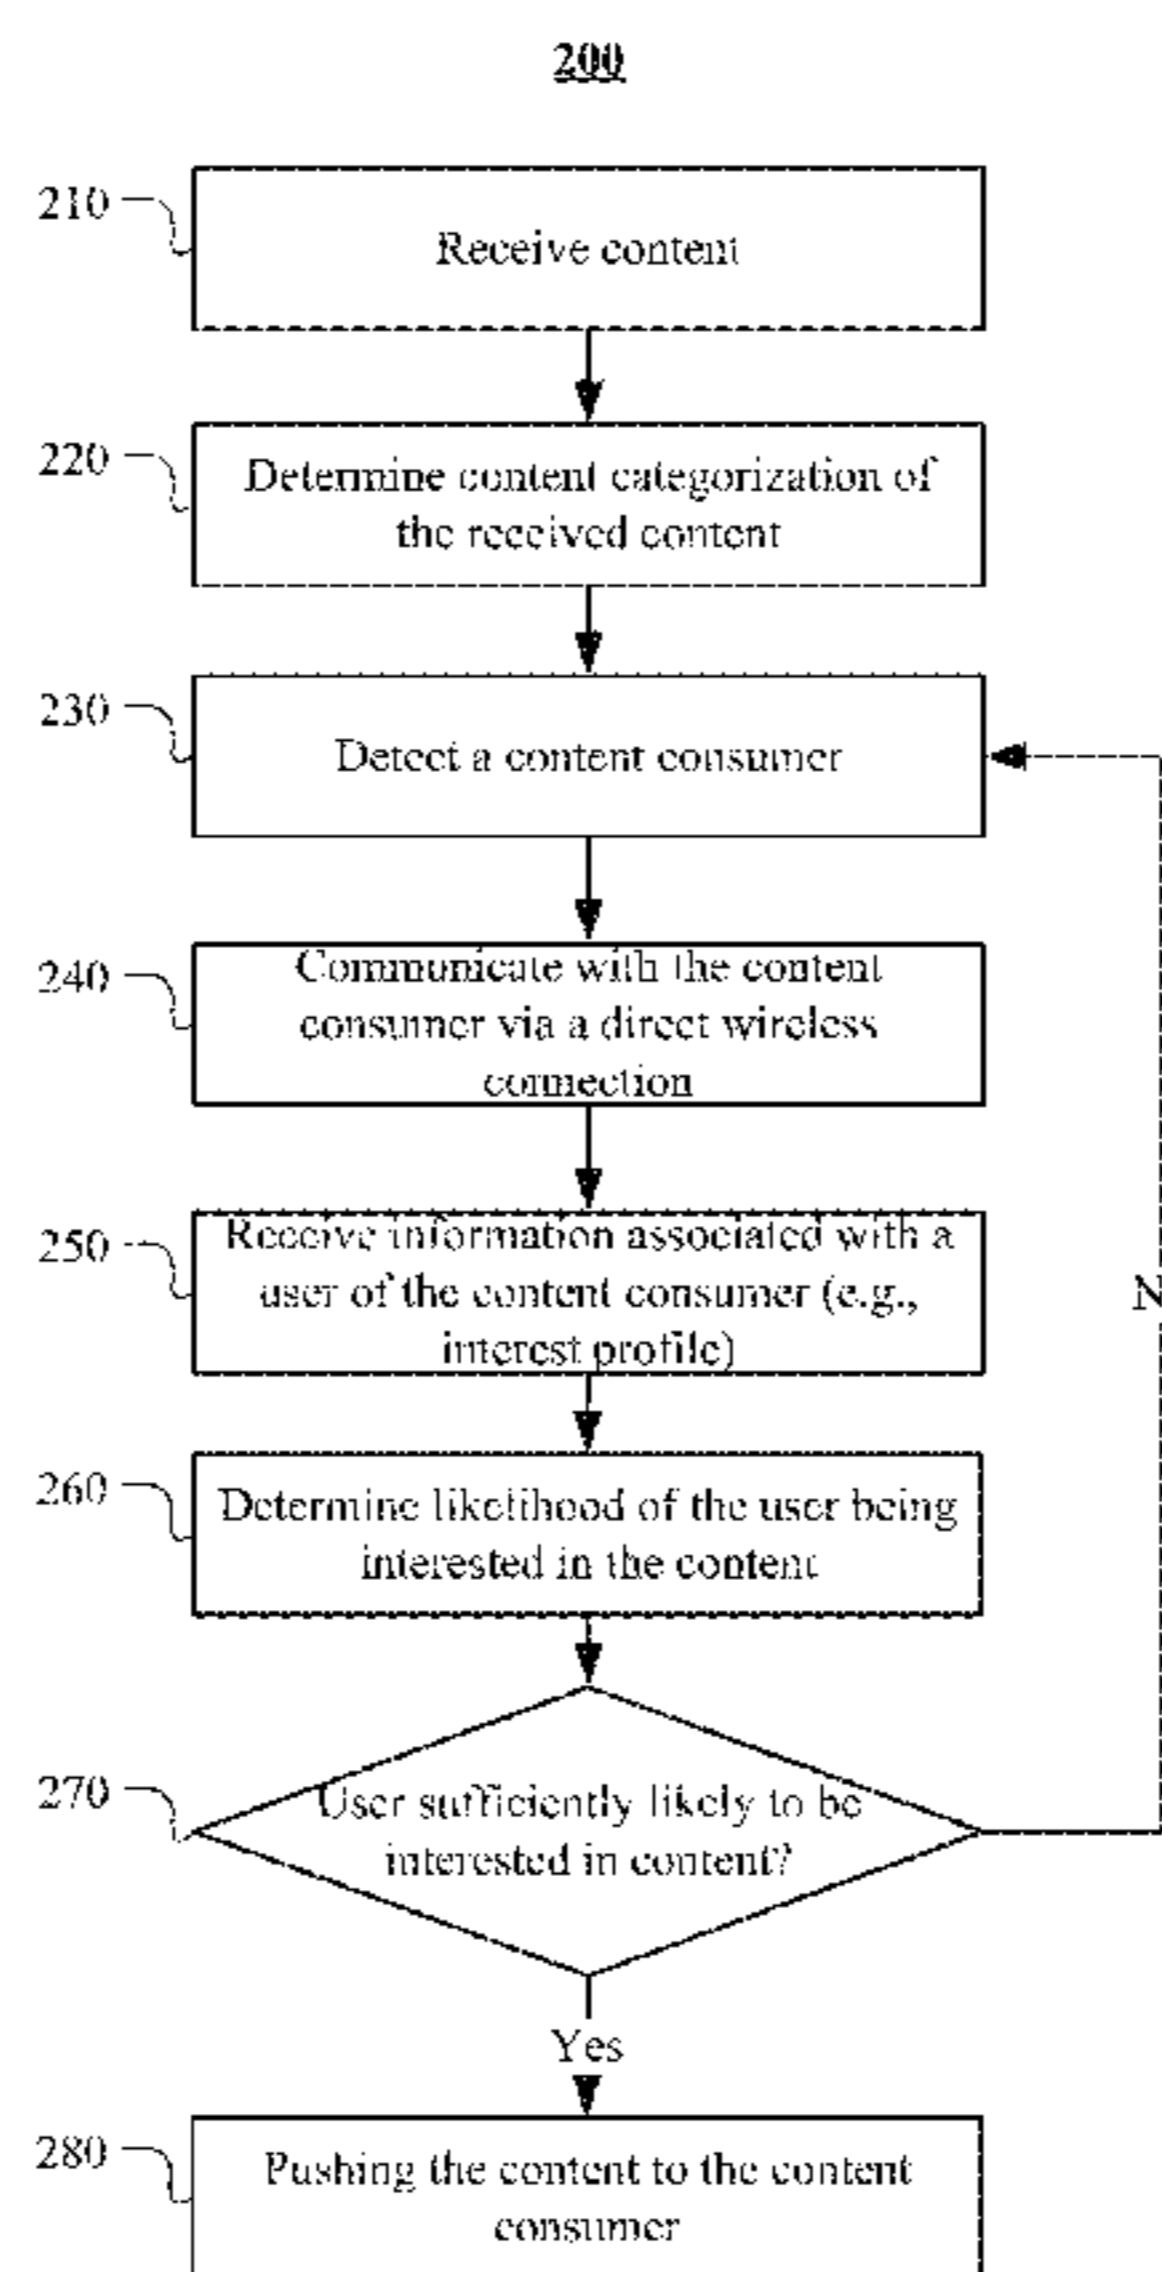 200
210
Receive content
220
Determine content categorization of
the received content
230
Detect a content consumer
240
Communicate with the content
consumer via a direct wireless
connection
250
Receive information associated with a
user of the content consumer (e.g.,
interest profile)
N
260
Determine likelihood of the user being
interested in the content
270
User sufficiently likely to be
interested in content?
Yes
280
Pushing the content to the content
consumer